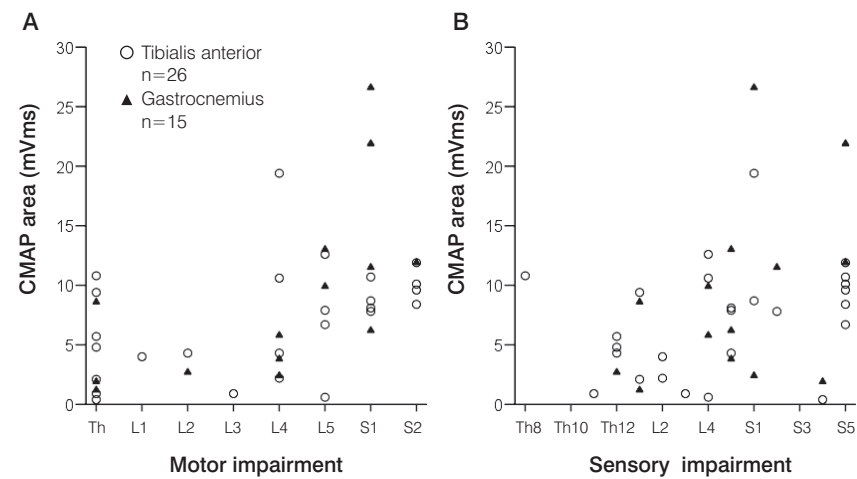 A
B
Tibialis anterior
n=26
Gastrocnemius
n=15
CMAP area (mVms)
30
25
20
15
10
5
0
Th L1 L2 L3 L4 L5 S1 S2
Motor impairment
CMAP area (mVms)
30
25
20
15
10
5
0
Th8 Th10 Th12 L2 L4 S1 S3 S5
Sensory impairment